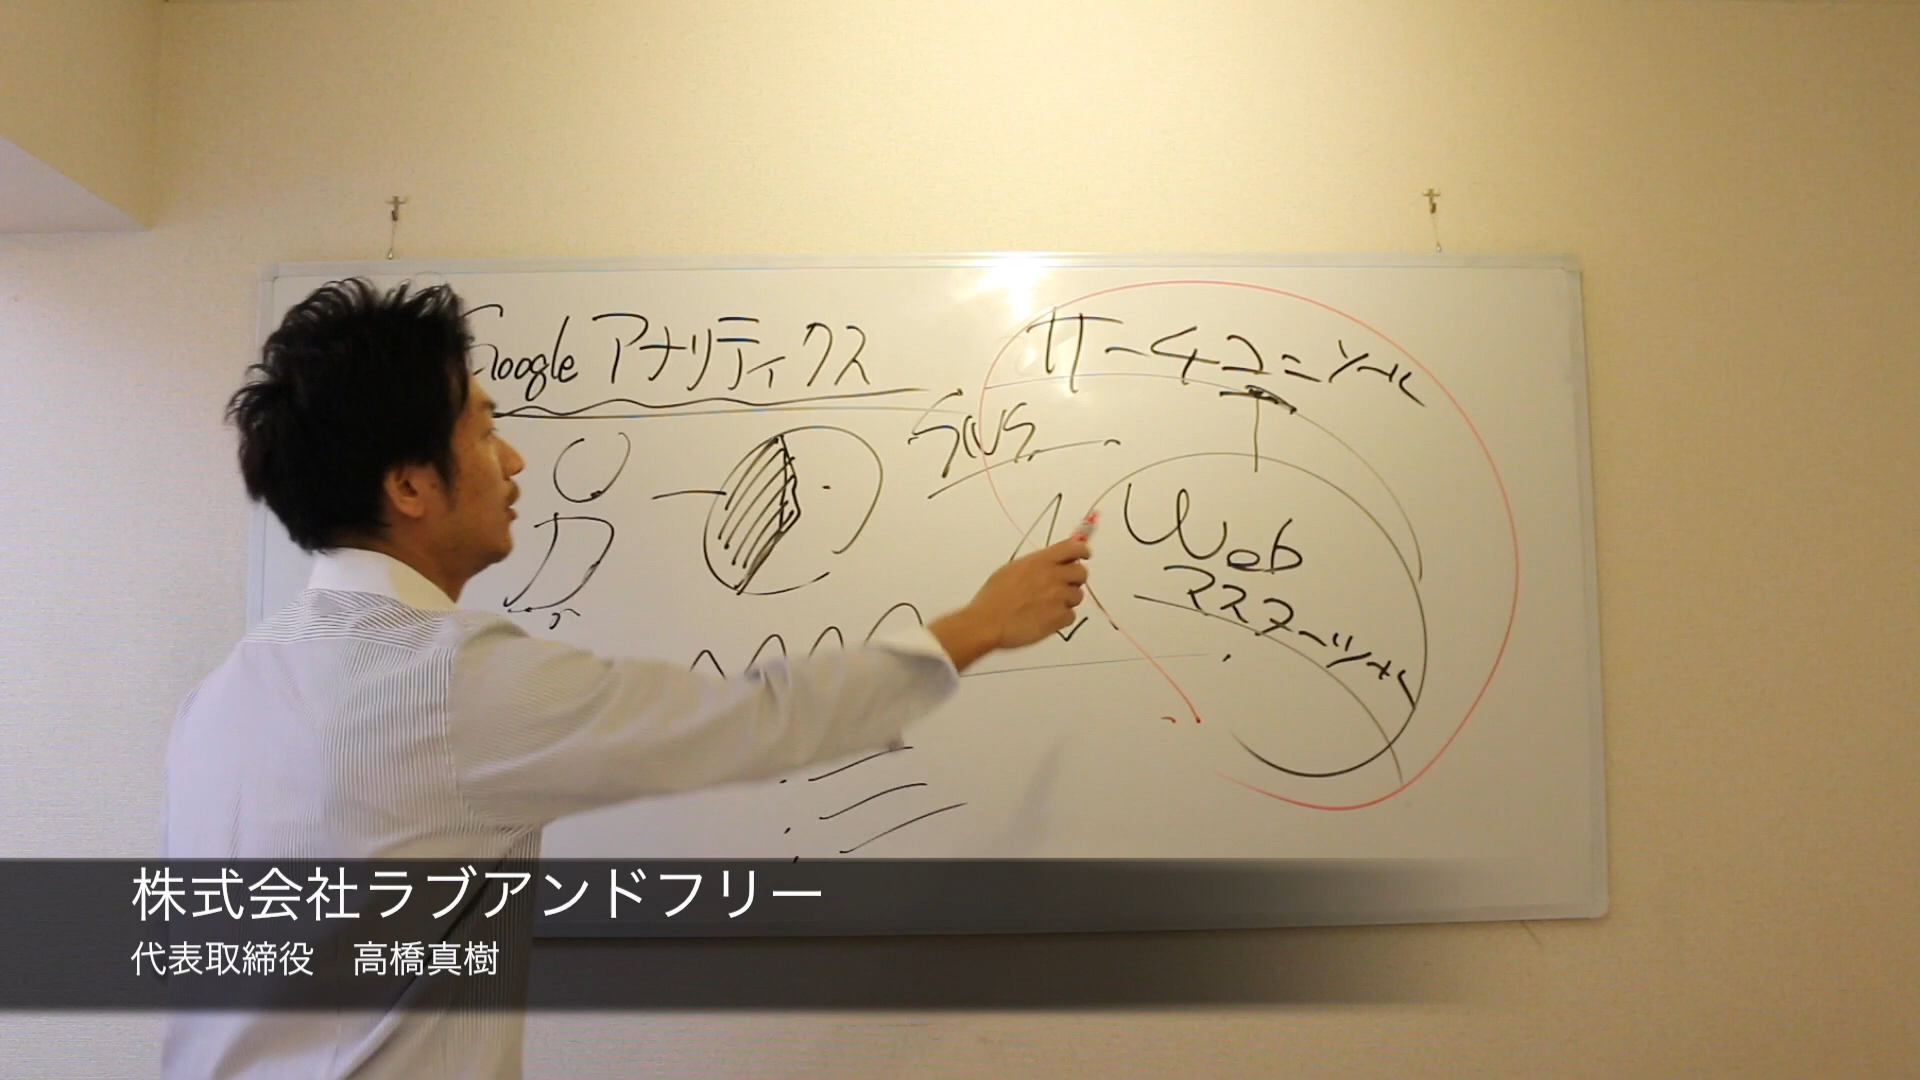 Google アナリティクス
サーチコンソール
SNS
Web
マスターツール
株式会社ラブアンドフリー
代表取締役　高橋真樹